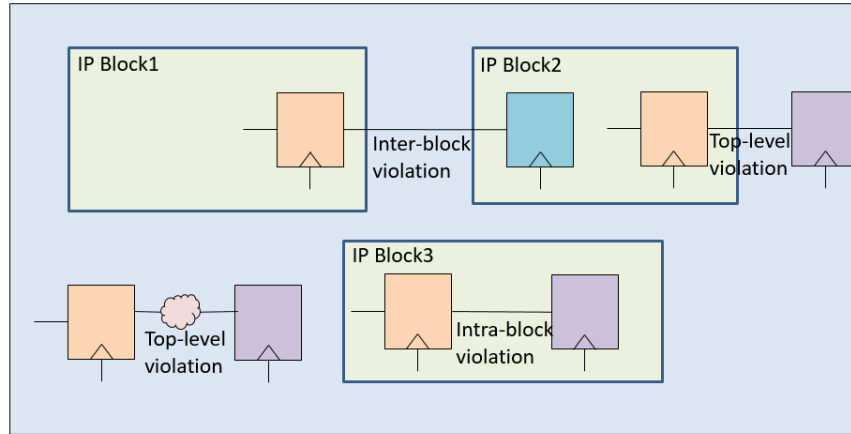 IP Block1
IP Block2
Inter-block
violation
Top-level
violation
IP Block3
Top-level
violation
Intra-block
violation